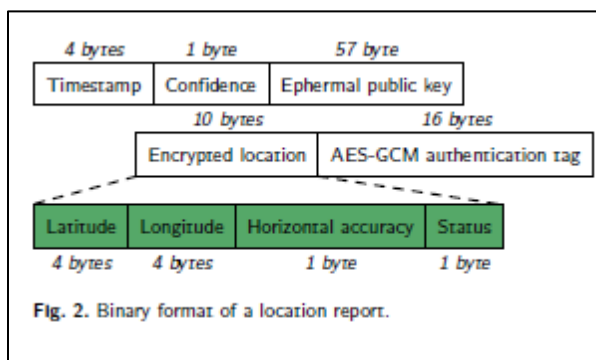 4 bytes 1 byte 57 byte
Timestamp Confidence Ephermal public key
10 bytes 16 bytes
Encrypted location AES-GCM authentication tag
Latitude Longitude Horizontal accuracy Status
4 bytes 4 bytes 1 byte 1 byte
Fig. 2. Binary format of a location report.